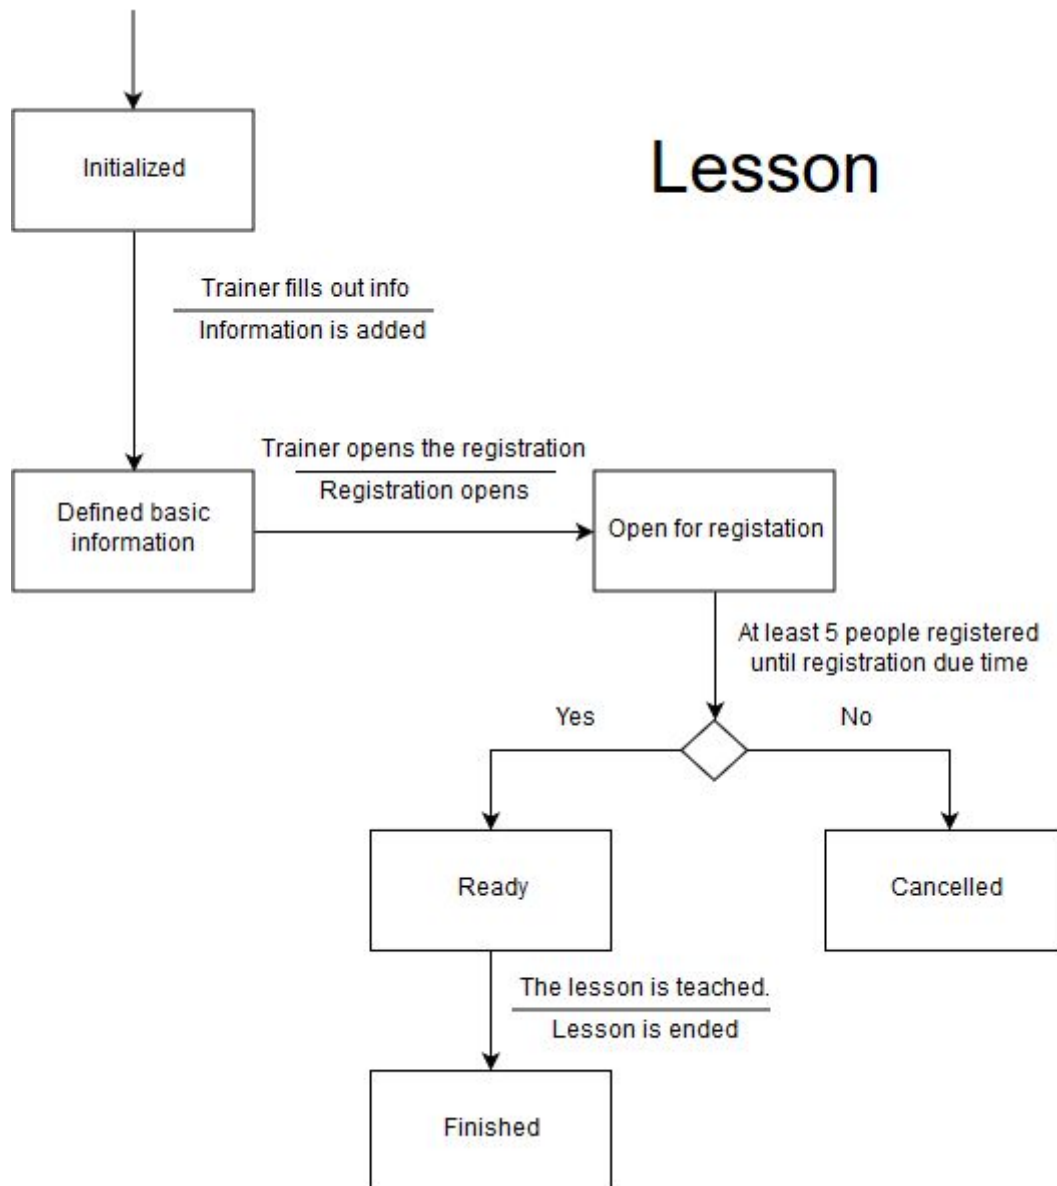 Initialized
Lesson
Trainer fills out info
Information is added
Trainer opens the registration
Registration opens
Defined basic
information
Open for registation
At least 5 people registered
until registration due time
Yes
No
Ready
Cancelled
The lesson is teached.
Lesson is ended
Finished